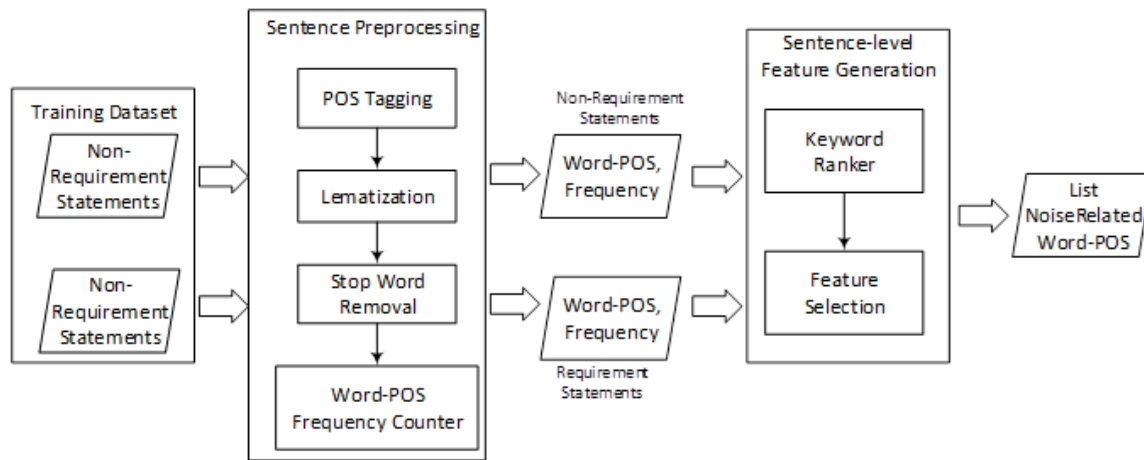 Training Dataset
Non-
Requirement
Statements
Non-
Requirement
Statements
Sentence Preprocessing
POS Tagging
Lematization
Stop Word
Removal
Word-POS
Frequency Counter
Non-Requirement
Statements
Word-POS,
Frequency
Word-POS,
Frequency
Requirement
Statements
Sentence-level
Feature Generation
Keyword
Ranker
Feature
Selection
List
NoiseRelated
Word-POS